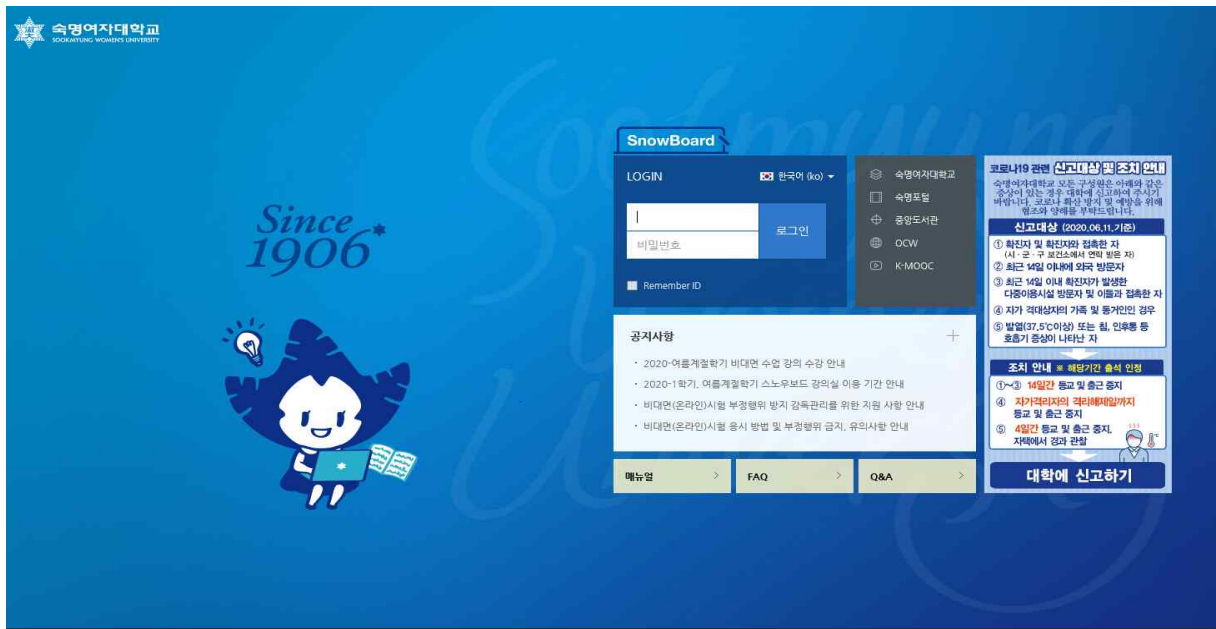 숙명여자대학교
SOOKMYUNG WOMEN'S UNIVERSITY
Sookmyung
Women's
Since
1906
SnowBoard
LOGIN
한국어 (ko)
비밀번호
로그인
Remember ID
숙명여자대학교
숙명포털
중앙도서관
OCW
K-MOOC
공지사항
· 2020-여름계절학기 비대면 수업 강의 수강 안내
· 2020-1학기, 여름계절학기 스노우보드 강의실 이용 기간 안내
· 비대면(온라인)시험 부정행위 방지 감독관리를 위한 지원 사항 안내
· 비대면(온라인)시험 응시 방법 및 부정행위 금지, 유의사항 안내
매뉴얼
FAQ
Q&A
코로나19 관련 신고대상 및 조치 안내
숙명여자대학교 모든 구성원은 아래와 같은
증상이 있는 경우 대학에 신고하여 주시기
바랍니다. 코로나 확산 방지 및 예방을 위해
협조와 양해를 부탁드립니다.
신고대상 (2020.06.11.기준)
① 확진자 및 확진자와 접촉한 자
(시·군·구 보건소에서 연락 받은 자)
② 최근 14일 이내에 외국 방문자
③ 최근 14일 이내 확진자가 발생한
다중이용시설 방문자 및 이들과 접촉한 자
④ 자가 격대상자의 가족 및 동거인인 경우
⑤ 발열(37.5℃이상) 또는 침, 인후통 등
호흡기 증상이 나타난 자
조치 안내 ※ 해당기간 출석 인정
①~③ 14일간 등교 및 출근 중지
④ 자가격리자의 격리해제일까지
등교 및 출근 중지
⑤ 4일간 등교 및 출근 중지,
자택에서 경과 관찰
대학에 신고하기